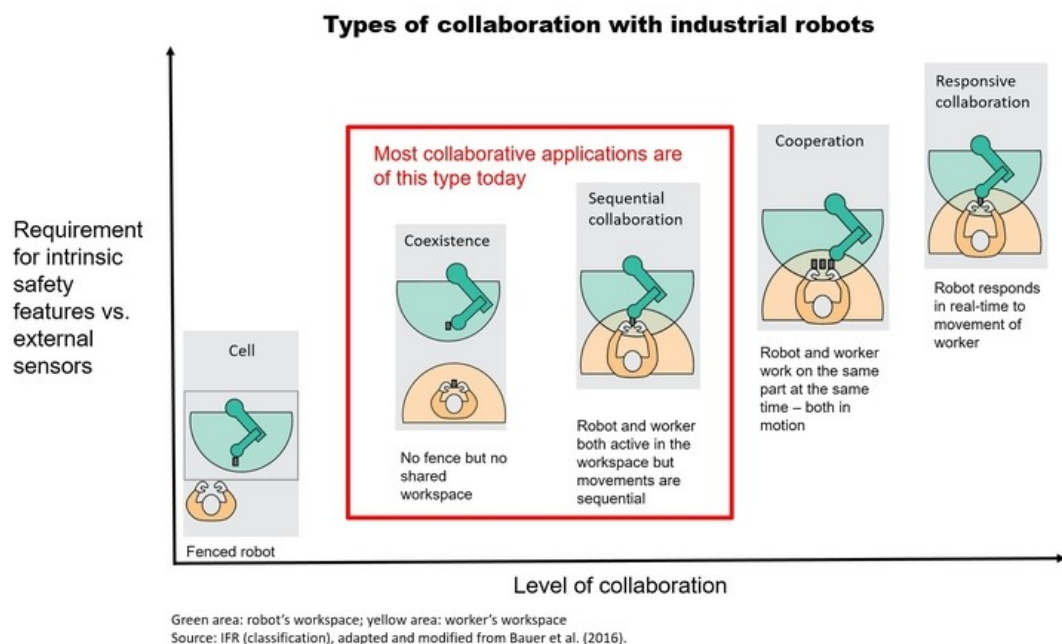 Types of collaboration with industrial robots
Requirement
for intrinsic
safety
features vs.
external
sensors
Cell
Fenced robot
Most collaborative applications are
of this type today
Coexistence
No fence but no
shared
workspace
Sequential
collaboration
Robot and worker
both active in the
workspace but
movements are
sequential
Cooperation
Robot and worker
work on the same
part at the same
time – both in
motion
Responsive
collaboration
Robot responds
in real-time to
movement of
worker
Level of collaboration
Green area: robot's workspace; yellow area: worker's workspace
Source: IFR (classification), adapted and modified from Bauer et al. (2016).